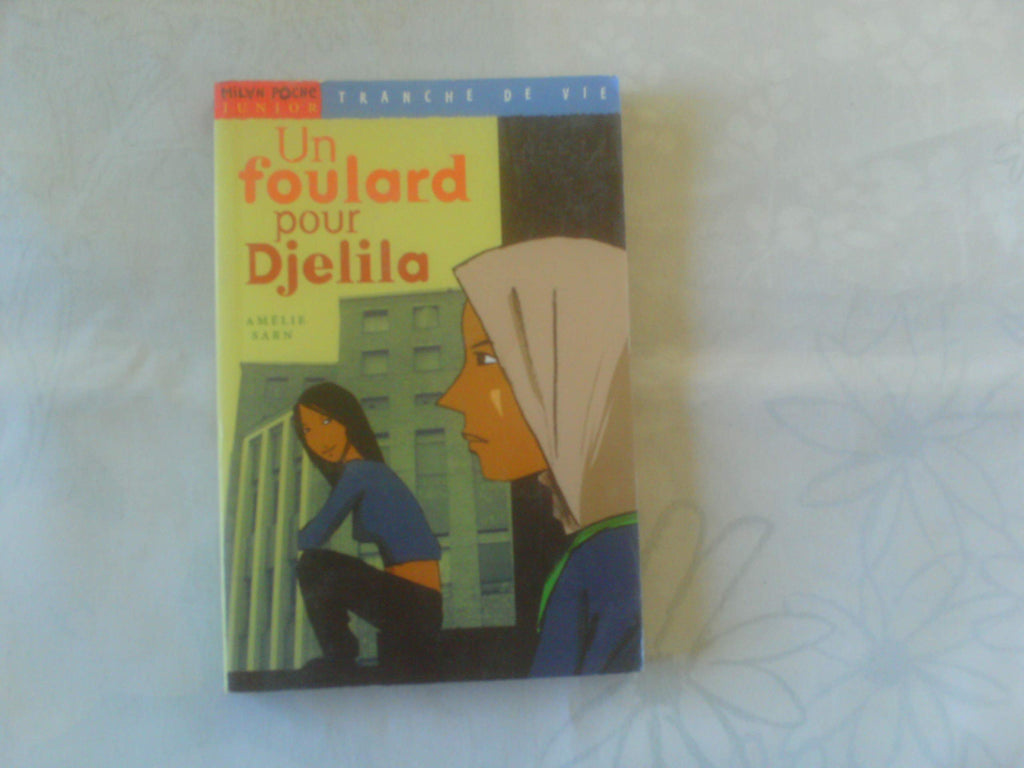 MILAN POCHE
JUNIOR
TRANCHE DE VIE
Un
foulard
pour
Djelila
AMÉLIE
SARN